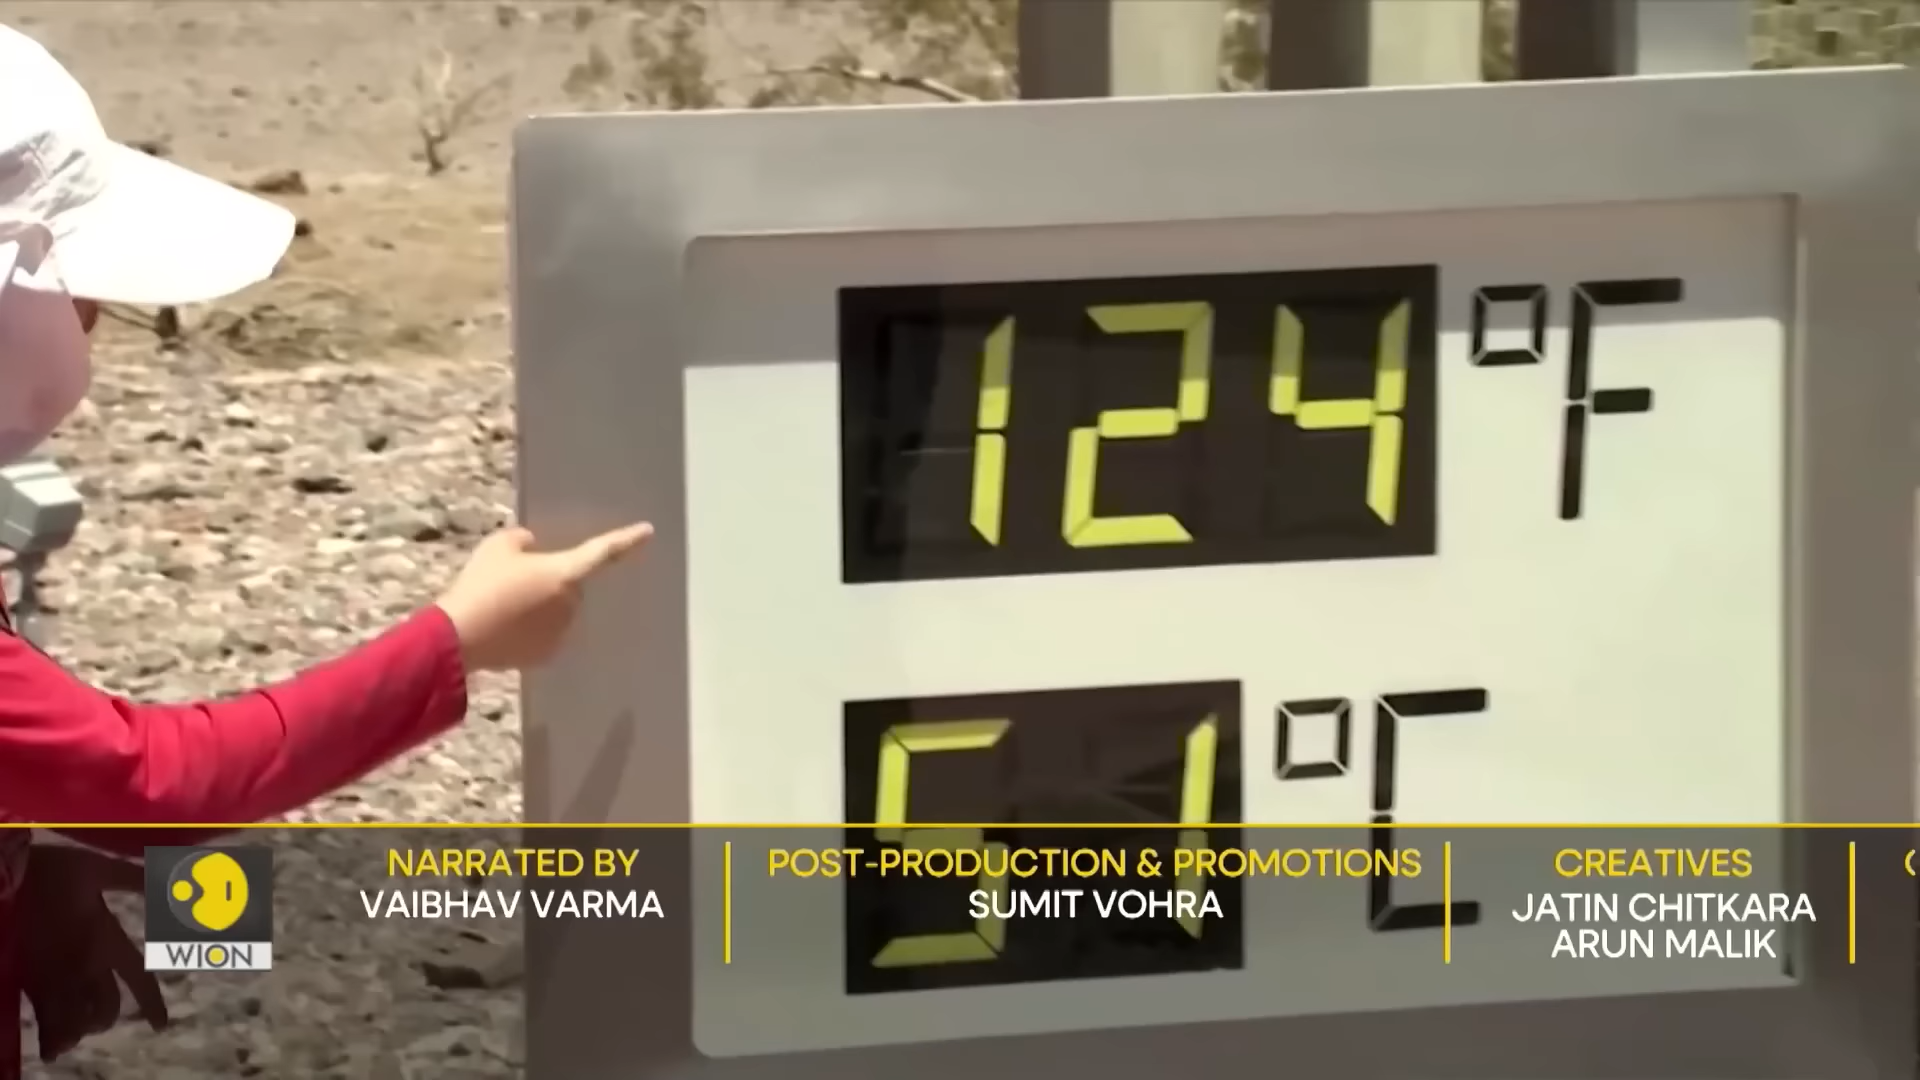 124 °F
51 °C
NARRATED BY
VAIBHAV VARMA
POST-PRODUCTION & PROMOTIONS
SUMIT VOHRA
CREATIVES
JATIN CHITKARA
ARUN MALIK
WION